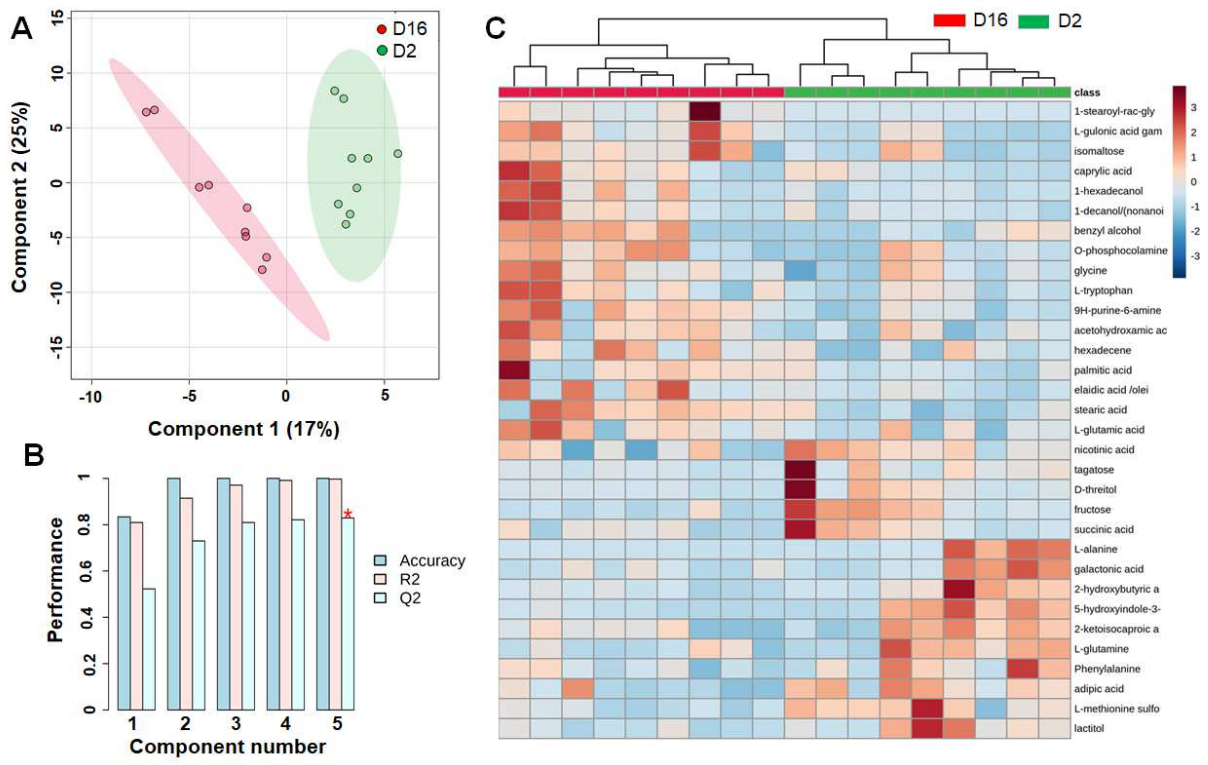 A
D16
D2
15
10
5
0
-5
-10
-15
-10
-5
0
5
Component 2 (25%)
Component 1 (17%)
B
1
0.8
0.6
0.4
0.2
0
Performance
1
2
3
4
5
*
Component number
Accuracy
R2
Q2
C
D16
D2
class
1-stearoyl-rac-gly
L-gulonic acid gam
isomaltose
caprylic acid
1-hexadecanol
1-decanol/(nonanoi
benzyl alcohol
O-phosphocolamine
glycine
L-tryptophan
9H-purine-6-amine
acetohydroxamic ac
hexadecene
palmitic acid
elaidic acid /olei
stearic acid
L-glutamic acid
nicotinic acid
tagatose
D-threitol
fructose
succinic acid
L-alanine
galactonic acid
2-hydroxybutyric a
5-hydroxyindole-3-
2-ketoisocaproic a
L-glutamine
Phenylalanine
adipic acid
L-methionine sulfo
lactitol
3
2
1
0
-1
-2
-3